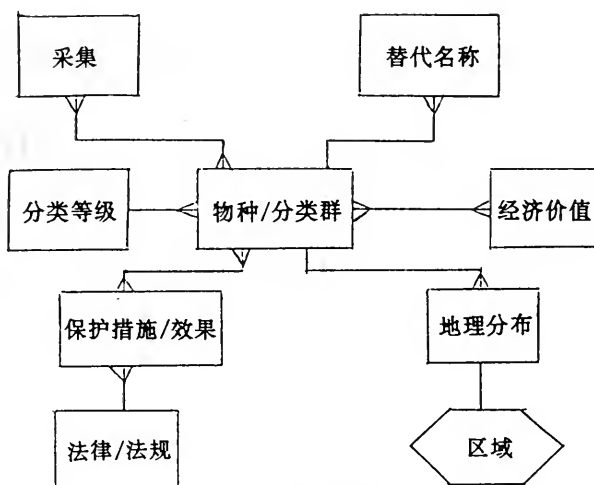 采集
替代名称
分类等级
物种/分类群
经济价值
保护措施/效果
地理分布
法律/法规
区域